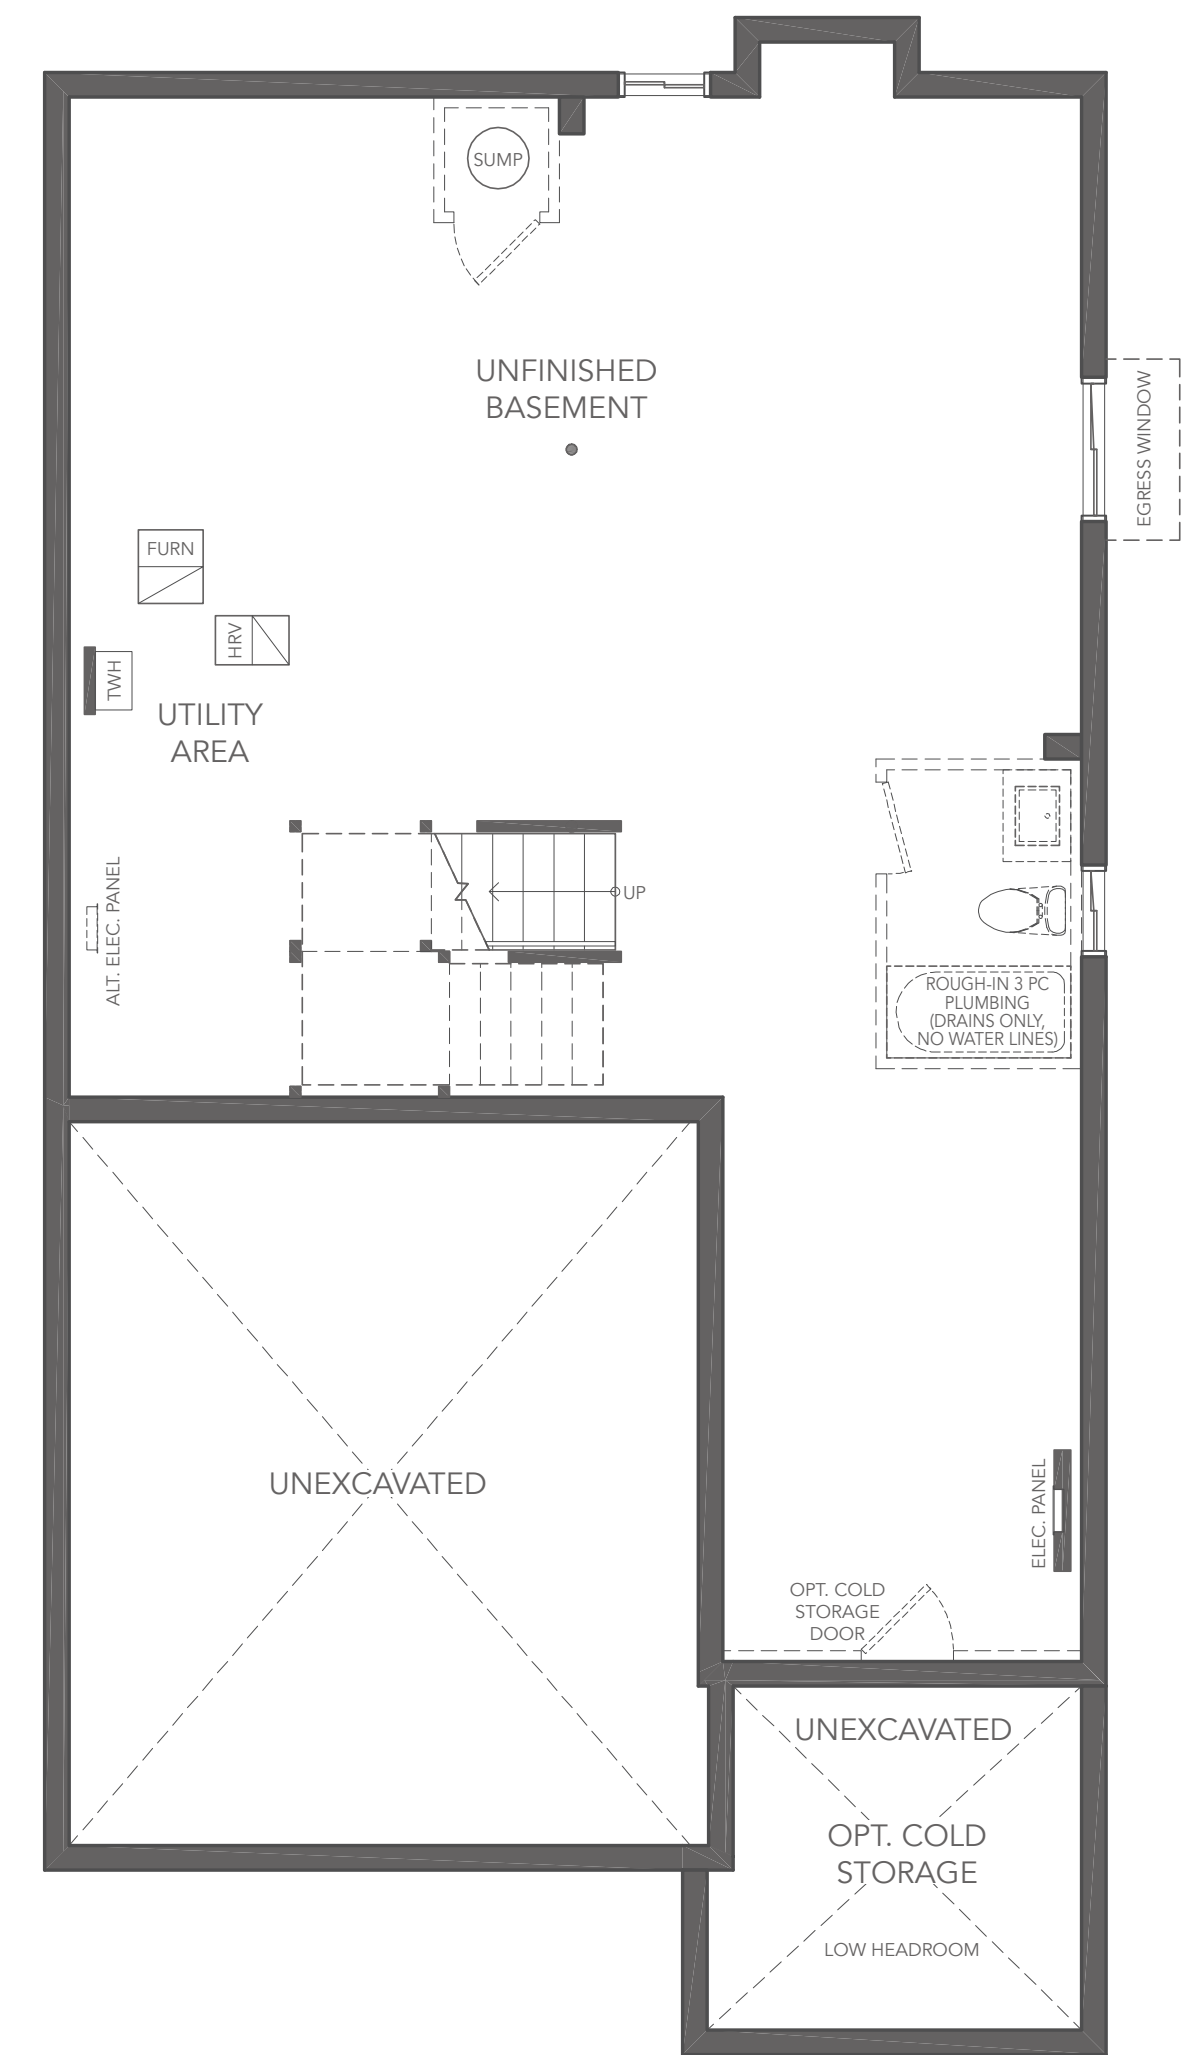 SUMP
UNFINISHED
BASEMENT
EGRESS WINDOW
FURN
HRV
TWH
UTILITY
AREA
UP
ALT. ELEC. PANEL
ROUGH-IN 3 PC
PLUMBING
(DRAINS ONLY,
NO WATER LINES)
UNEXCAVATED
ELEC. PANEL
OPT. COLD
STORAGE
DOOR
UNEXCAVATED
OPT. COLD
STORAGE
LOW HEADROOM